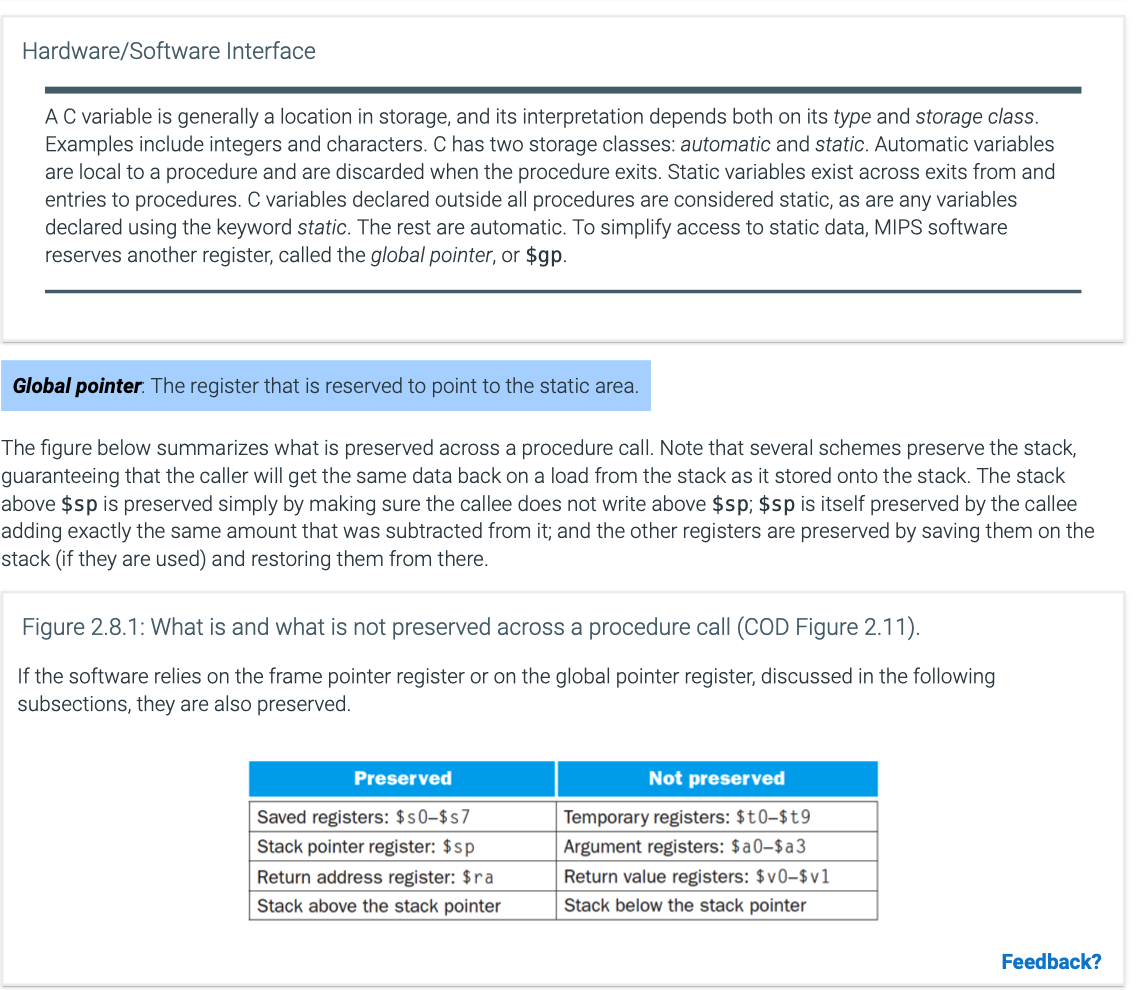 Hardware/Software Interface
A C variable is generally a location in storage, and its interpretation depends both on its type and storage class.
Examples include integers and characters. C has two storage classes: automatic and static. Automatic variables
are local to a procedure and are discarded when the procedure exits. Static variables exist across exits from and
entries to procedures. C variables declared outside all procedures are considered static, as are any variables
declared using the keyword static. The rest are automatic. To simplify access to static data, MIPS software
reserves another register, called the global pointer, or $gp.
Global pointer: The register that is reserved to point to the static area.
The figure below summarizes what is preserved across a procedure call. Note that several schemes preserve the stack,
guaranteeing that the caller will get the same data back on a load from the stack as it stored onto the stack. The stack
above $sp is preserved simply by making sure the callee does not write above $sp; $sp is itself preserved by the callee
adding exactly the same amount that was subtracted from it; and the other registers are preserved by saving them on the
stack (if they are used) and restoring them from there.
Figure 2.8.1: What is and what is not preserved across a procedure call (COD Figure 2.11).
If the software relies on the frame pointer register or on the global pointer register, discussed in the following
subsections, they are also preserved.
Preserved Not preserved
Saved registers: $s0–$s7 Temporary registers: $t0–$t9
Stack pointer register: $sp Argument registers: $a0–$a3
Return address register: $ra Return value registers: $v0–$v1
Stack above the stack pointer Stack below the stack pointer
Feedback?